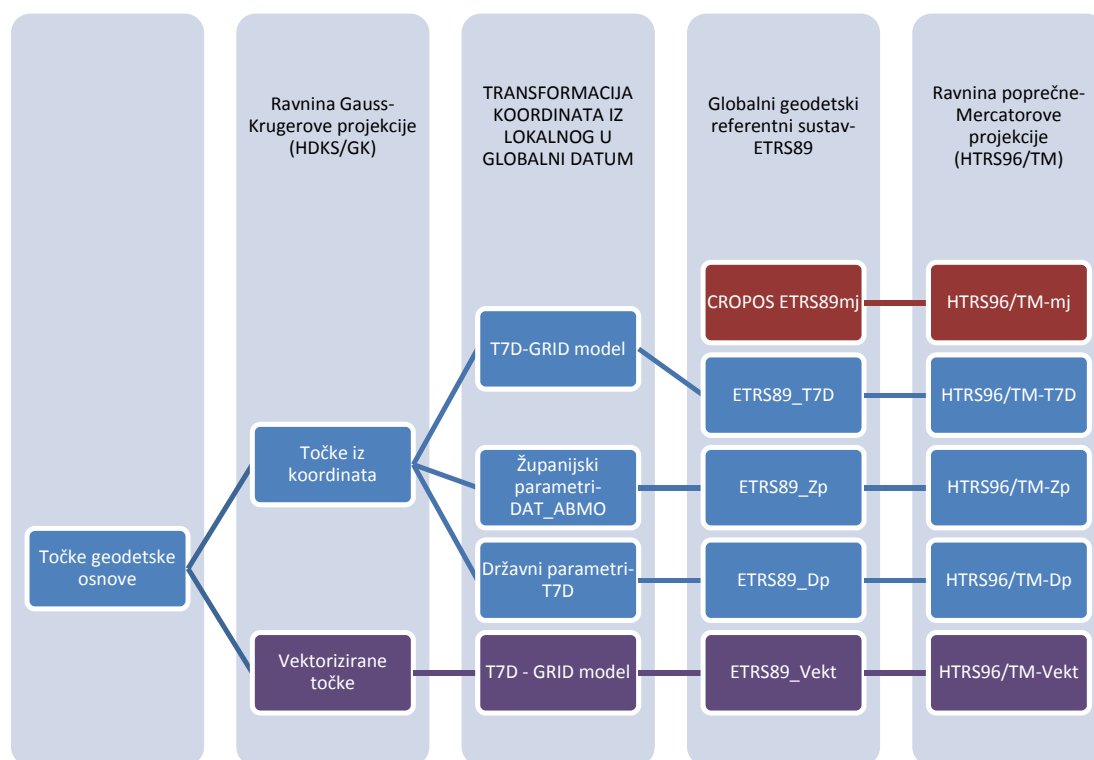 Ravnina Gauss-
Krugerove projekcije
(HDKS/GK)
TRANSFORMACIJA
KOORDINATA IZ
LOKALNOG U
GLOBALNI DATUM
Globalni geodetski
referentni sustav-
ETRS89
Ravnina poprečne-
Mercatorove
projekcije
(HTRS96/TM)
CROPOS ETRS89mj
HTRS96/TM-mj
T7D-GRID model
ETRS89_T7D
HTRS96/TM-T7D
Točke iz
koordinata
Županijski
parametri-
DAT_ABMO
ETRS89_Zp
HTRS96/TM-Zp
Točke geodetske
osnove
Državni parametri-
T7D
ETRS89_Dp
HTRS96/TM-Dp
Vektorizirane
točke
T7D - GRID model
ETRS89_Vekt
HTRS96/TM-Vekt